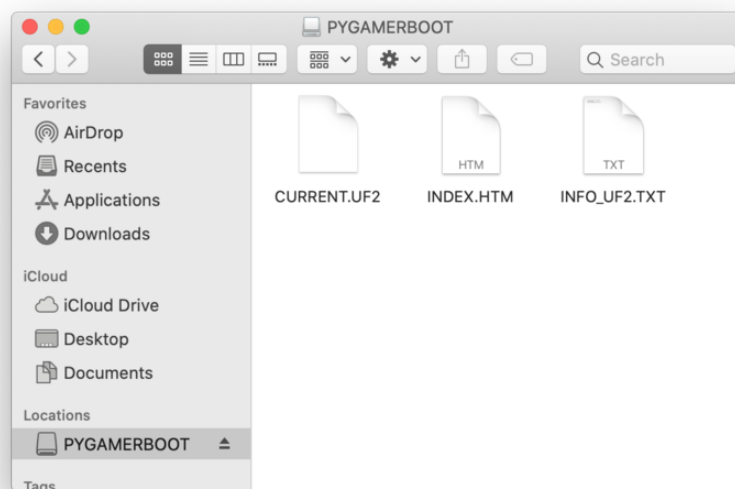 PYGAMERBOOT
Search
Favorites
AirDrop
Recents
Applications
Downloads
iCloud
iCloud Drive
Desktop
Documents
Locations
PYGAMERBOOT
Tags
HTM
TXT
CURRENT.UF2
INDEX.HTM
INFO_UF2.TXT